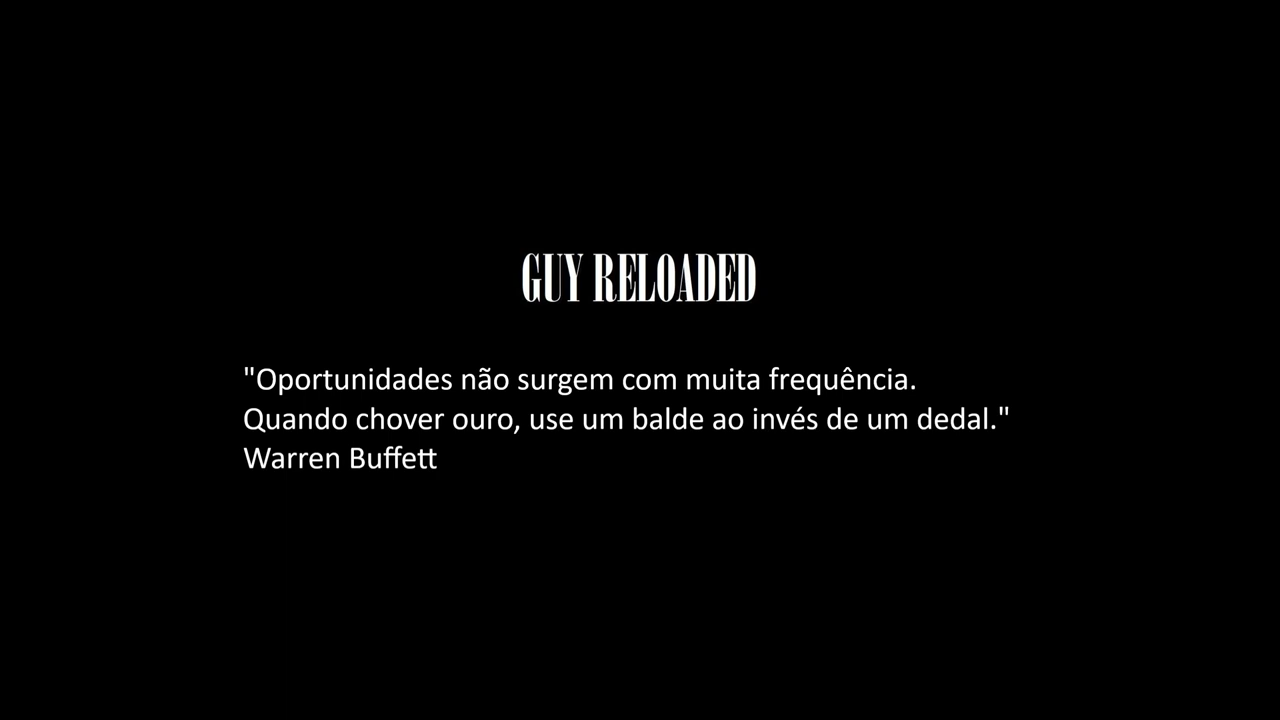 GUY RELOADED
"Oportunidades não surgem com muita frequência.
Quando chover ouro, use um balde ao invés de um dedal."
Warren Buffett